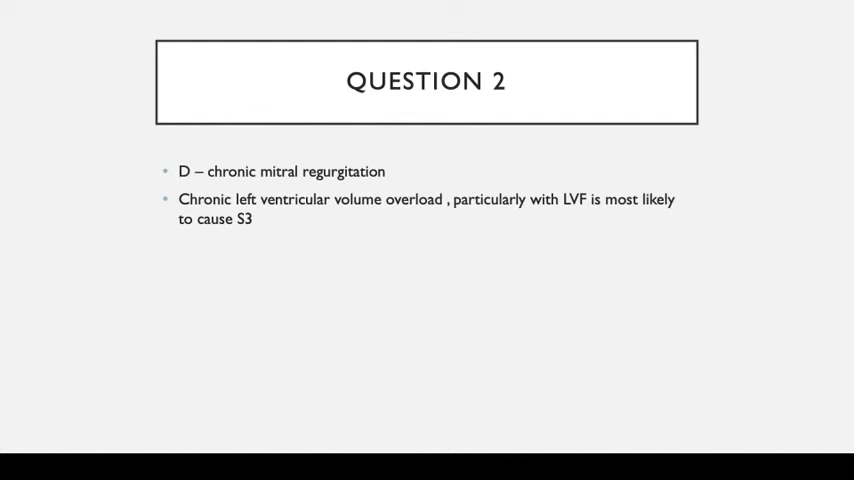 QUESTION 2
• D – chronic mitral regurgitation
• Chronic left ventricular volume overload , particularly with LVF is most likely
to cause S3